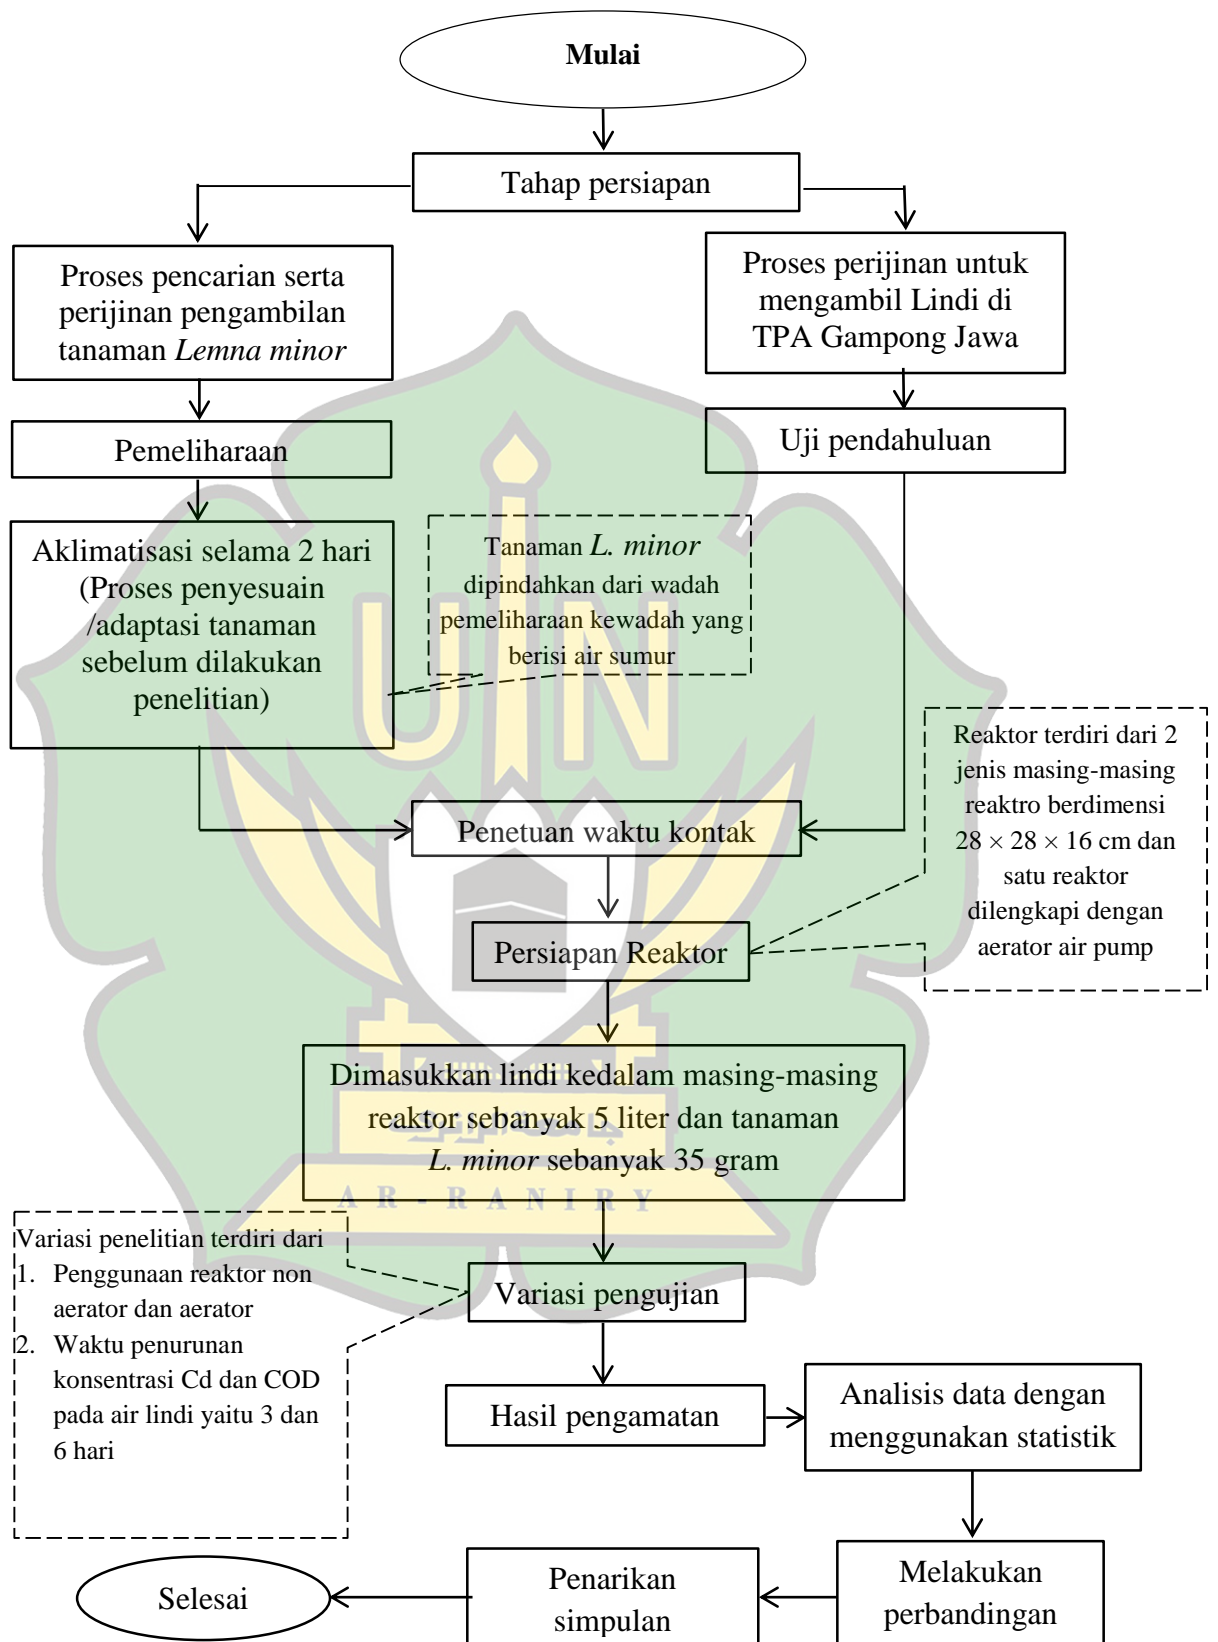 Mulai
Tahap persiapan
Proses pencarian serta
perijinan pengambilan
tanaman Lemna minor
Proses perijinan untuk
mengambil Lindi di
TPA Gampong Jawa
Pemeliharaan
Uji pendahuluan
Aklimatisasi selama 2 hari
(Proses penyesuain
/adaptasi tanaman
sebelum dilakukan
penelitian)
Tanaman L. minor
dipindahkan dari wadah
pemeliharaan kewadah yang
berisi air sumur
UIN
Reaktor terdiri dari 2
jenis masing-masing
reaktro berdimensi
28 × 28 × 16 cm dan
satu reaktor
dilengkapi dengan
aerator air pump
Penetuan waktu kontak
Persiapan Reaktor
Dimasukkan lindi kedalam masing-masing
reaktor sebanyak 5 liter dan tanaman
L. minor sebanyak 35 gram
جامعة الرانري
AR-RANIRY
Variasi penelitian terdiri dari
1. Penggunaan reaktor non
aerator dan aerator
2. Waktu penurunan
konsentrasi Cd dan COD
pada air lindi yaitu 3 dan
6 hari
Variasi pengujian
Hasil pengamatan
Analisis data dengan
menggunakan statistik
Melakukan
perbandingan
Penarikan
simpulan
Selesai